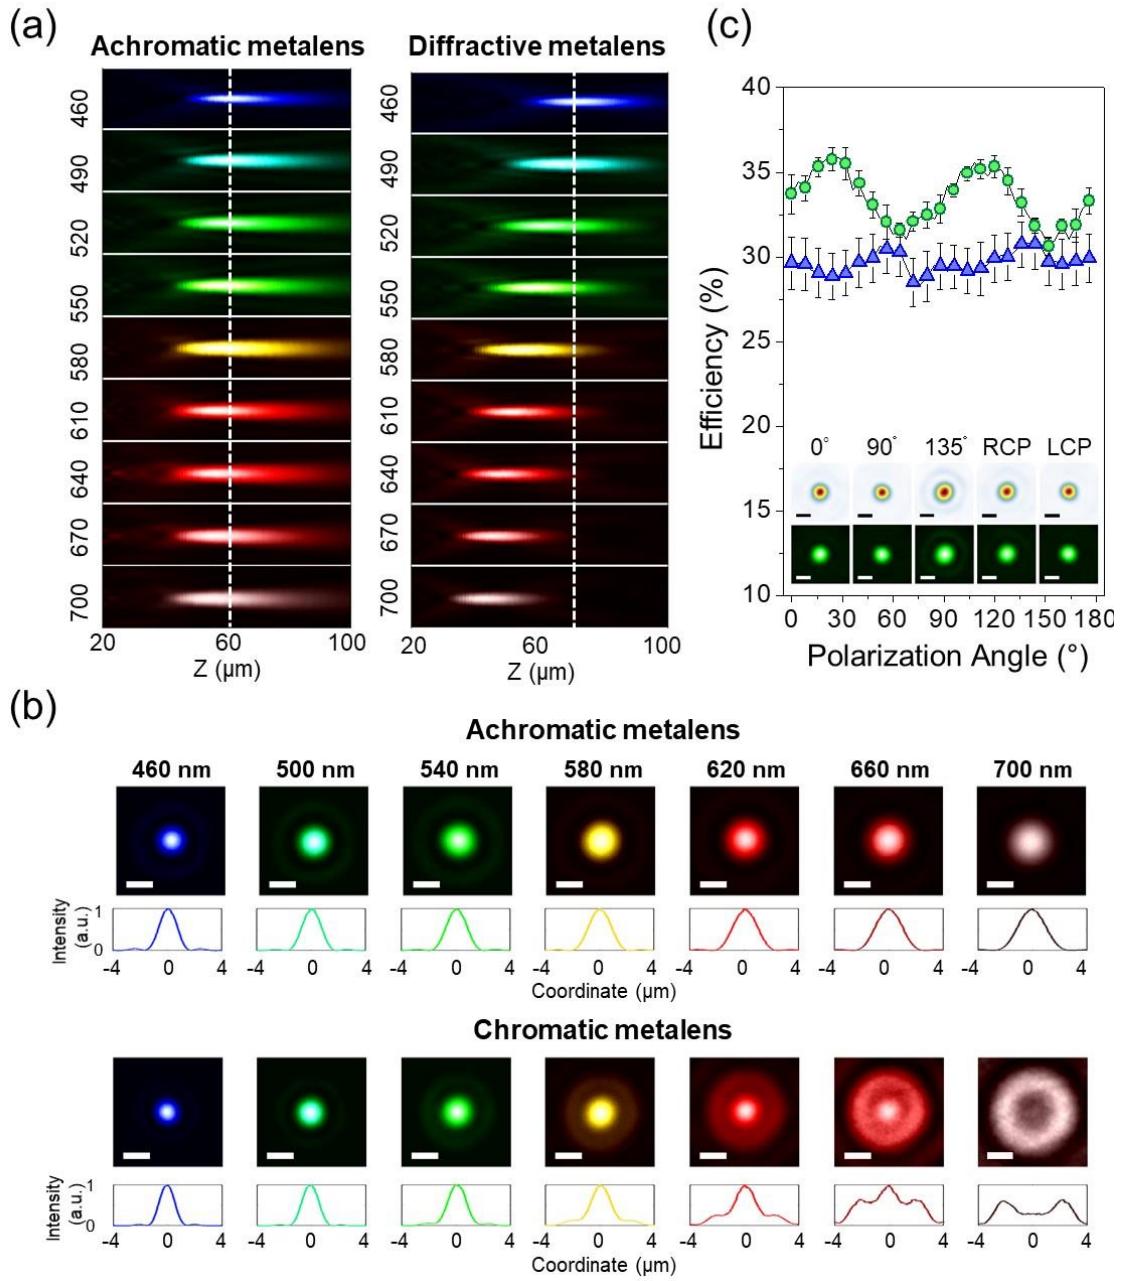 (a)
Achromatic metalens
Diffractive metalens
460
490
520
550
580
610
640
670
700
20
60
100
Z (µm)
460
490
520
550
580
610
640
670
700
20
60
100
Z (µm)
(c)
40
35
30
25
20
15
10
Efficiency (%)
0° 90° 135° RCP LCP
0 30 60 90 120 150 180
Polarization Angle (°)
(b)
Achromatic metalens
460 nm 500 nm 540 nm 580 nm 620 nm 660 nm 700 nm
Intensity
(a.u.)
1
0
-4 0 4 -4 0 4 -4 0 4 -4 0 4 -4 0 4 -4 0 4 -4 0 4
Coordinate (µm)
Chromatic metalens
Intensity
(a.u.)
1
0
-4 0 4 -4 0 4 -4 0 4 -4 0 4 -4 0 4 -4 0 4 -4 0 4
Coordinate (µm)